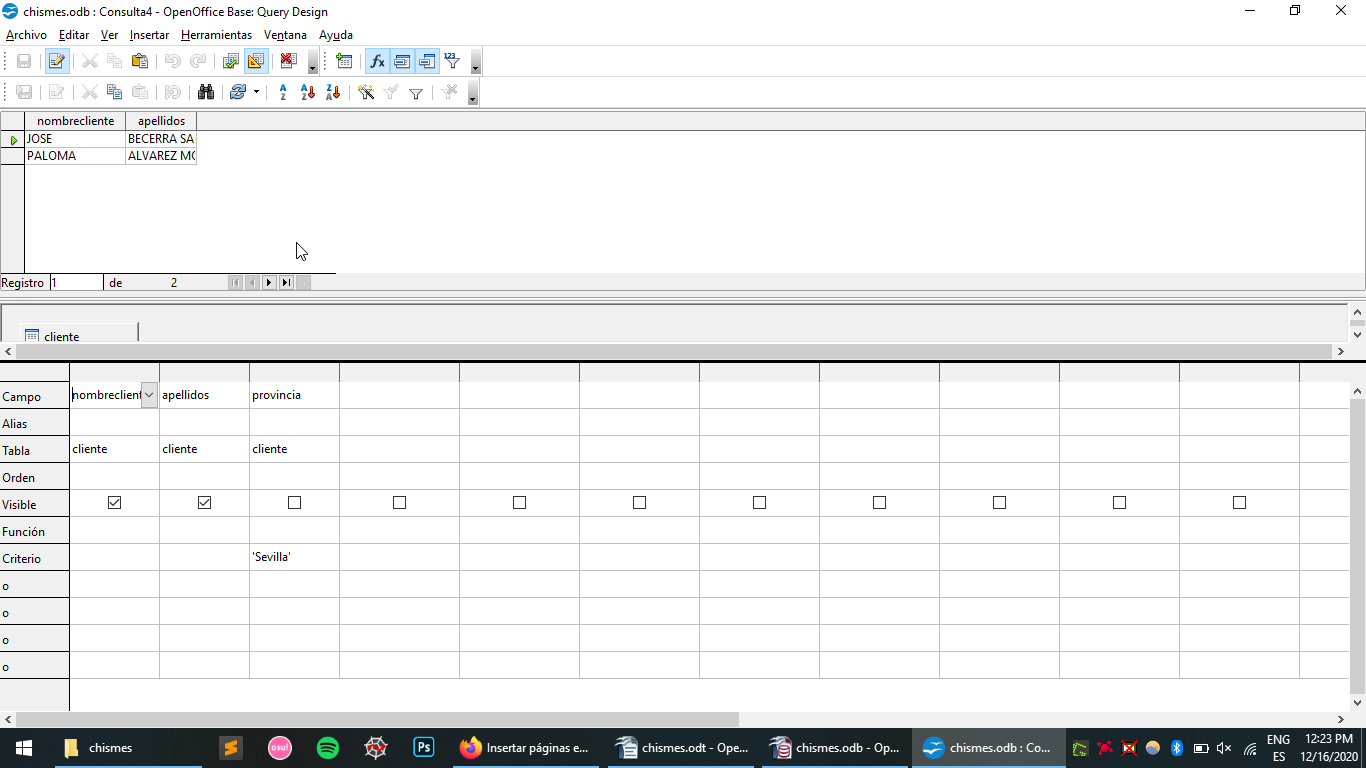 chismes.odb : Consulta4 - OpenOffice Base: Query Design
Archivo Editar Ver Insertar Herramientas Ventana Ayuda
nombrecliente apellidos
JOSE BECERRA SA
PALOMA ALVAREZ MO
Registro 1 de 2
cliente
Campo nombreclient apellidos provincia
Alias
Tabla cliente cliente cliente
Orden
Visible
Función
Criterio 'Sevilla'
o
o
o
o
chismes
osu!
Ps
Insertar páginas e...
chismes.odt - Ope...
chismes.odb - Op...
chismes.odb : Co...
ENG
ES
12:23 PM
12/16/2020